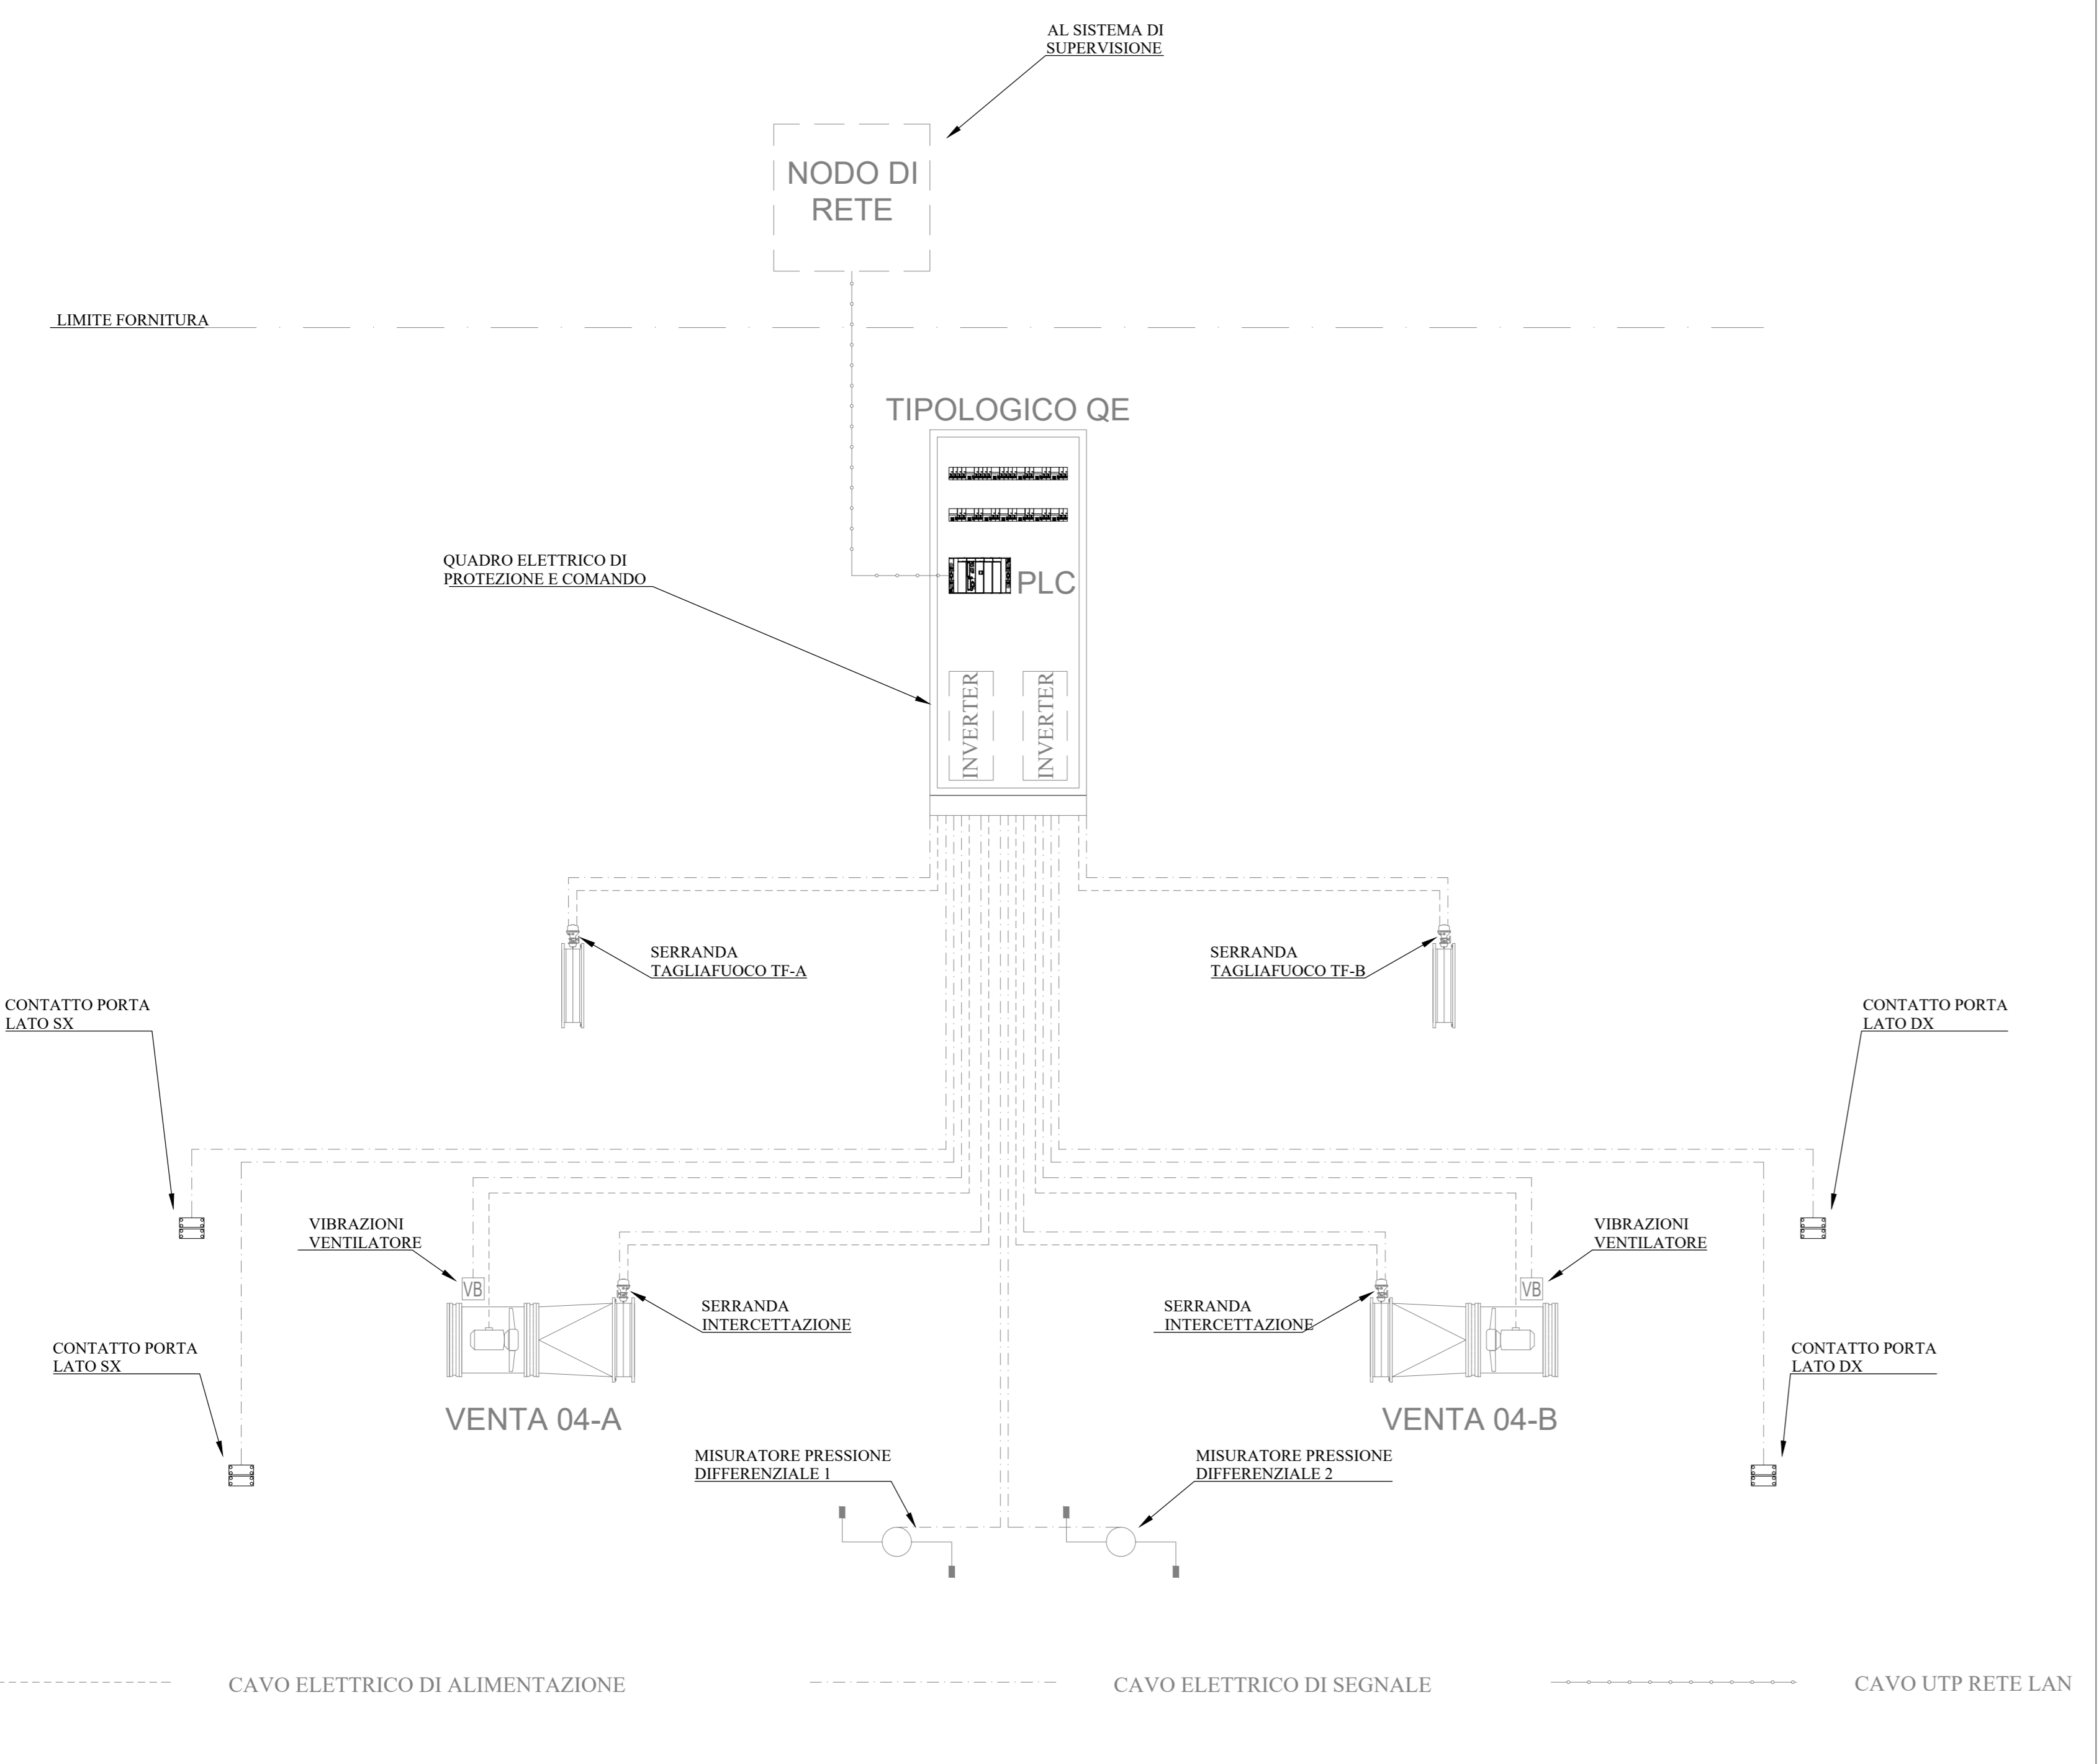 AL SISTEMA DI
SUPERVISIONE
NODO DI
RETE
LIMITE FORNITURA
TIPOLOGICO QE
QUADRO ELETTRICO DI
PROTEZIONE E COMANDO
PLC
INVERTER
INVERTER
SERRANDA
TAGLIAFUOCO TF-A
SERRANDA
TAGLIAFUOCO TF-B
CONTATTO PORTA
LATO SX
CONTATTO PORTA
LATO DX
VIBRAZIONI
VENTILATORE
VIBRAZIONI
VENTILATORE
VB
VB
SERRANDA
INTERCETTAZIONE
SERRANDA
INTERCETTAZIONE
CONTATTO PORTA
LATO SX
CONTATTO PORTA
LATO DX
VENTA 04-A
VENTA 04-B
MISURATORE PRESSIONE
DIFFERENZIALE 1
MISURATORE PRESSIONE
DIFFERENZIALE 2
CAVO ELETTRICO DI ALIMENTAZIONE
CAVO ELETTRICO DI SEGNALE
CAVO UTP RETE LAN